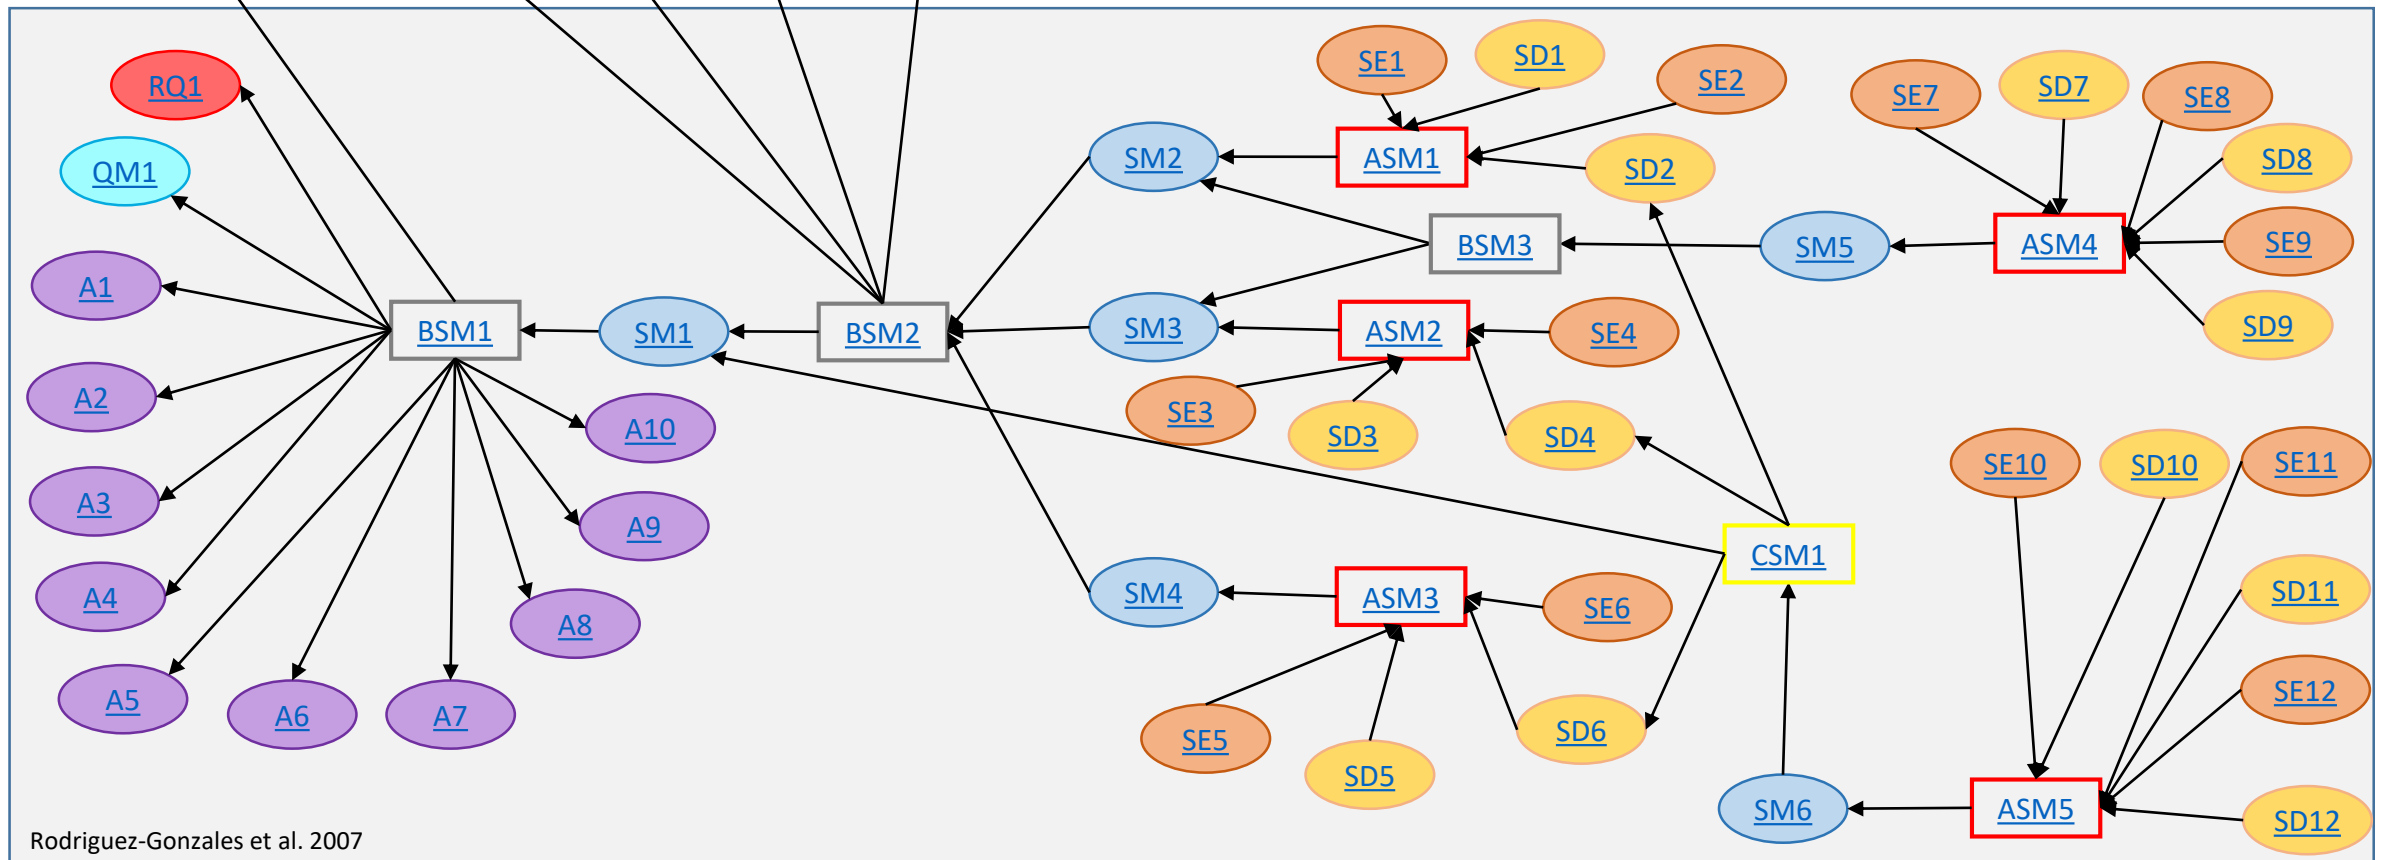 SE1
SD1
SE2
RQ1
SE7
SD7
SE8
QM1
SM2
ASM1
SD2
SD8
BSM3
SM5
ASM4
SE9
A1
BSM1
SM1
BSM2
SM3
ASM2
SE4
SD9
A2
A10
SE3
SD3
SD4
SE10
SD10
SE11
A3
A9
CSM1
A4
A8
SM4
ASM3
SE6
SD11
A5
A6
A7
SE5
SD5
SD6
SE12
SM6
ASM5
SD12
Rodriguez-Gonzales et al. 2007